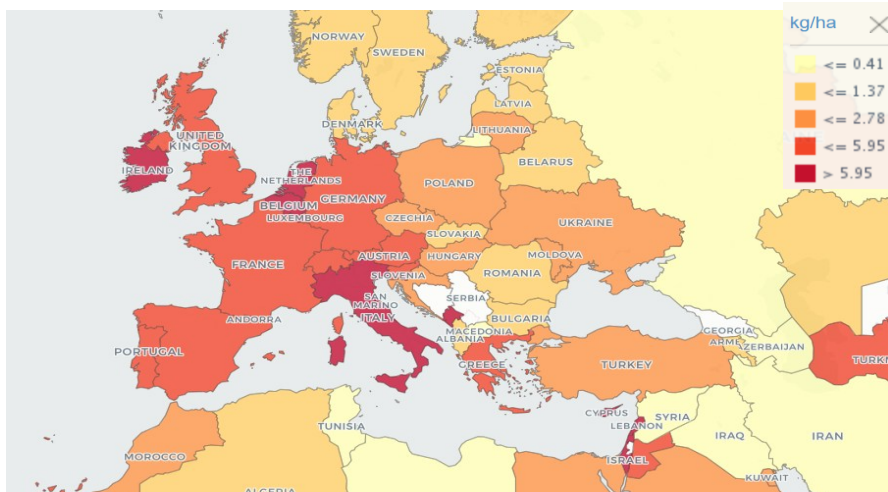 kg/ha
<= 0.41
<= 1.37
<= 2.78
<= 5.95
> 5.95
NORWAY
SWEDEN
ESTONIA
LATVIA
DENMARK
LITHUANIA
UNITED
KINGDOM
IRELAND
THE
NETHERLANDS
BELARUS
POLAND
GERMANY
BELGIUM
LUXEMBOURG
CZECHIA
UKRAINE
SLOVAKIA
AUSTRIA
HUNGARY
MOLDOVA
FRANCE
SLOVENIA
ROMANIA
SAN
MARINO
SERBIA
ITALY
ANDORRA
BULGARIA
MACEDONIA
ALBANIA
GEORGIA
ARME
AZERBAIJAN
PORTUGAL
GREECE
TURKEY
TURKM
CYPRUS
LEBANON
SYRIA
TUNISIA
IRAQ
IRAN
MOROCCO
ISRAEL
KUWAIT
ALGERIA